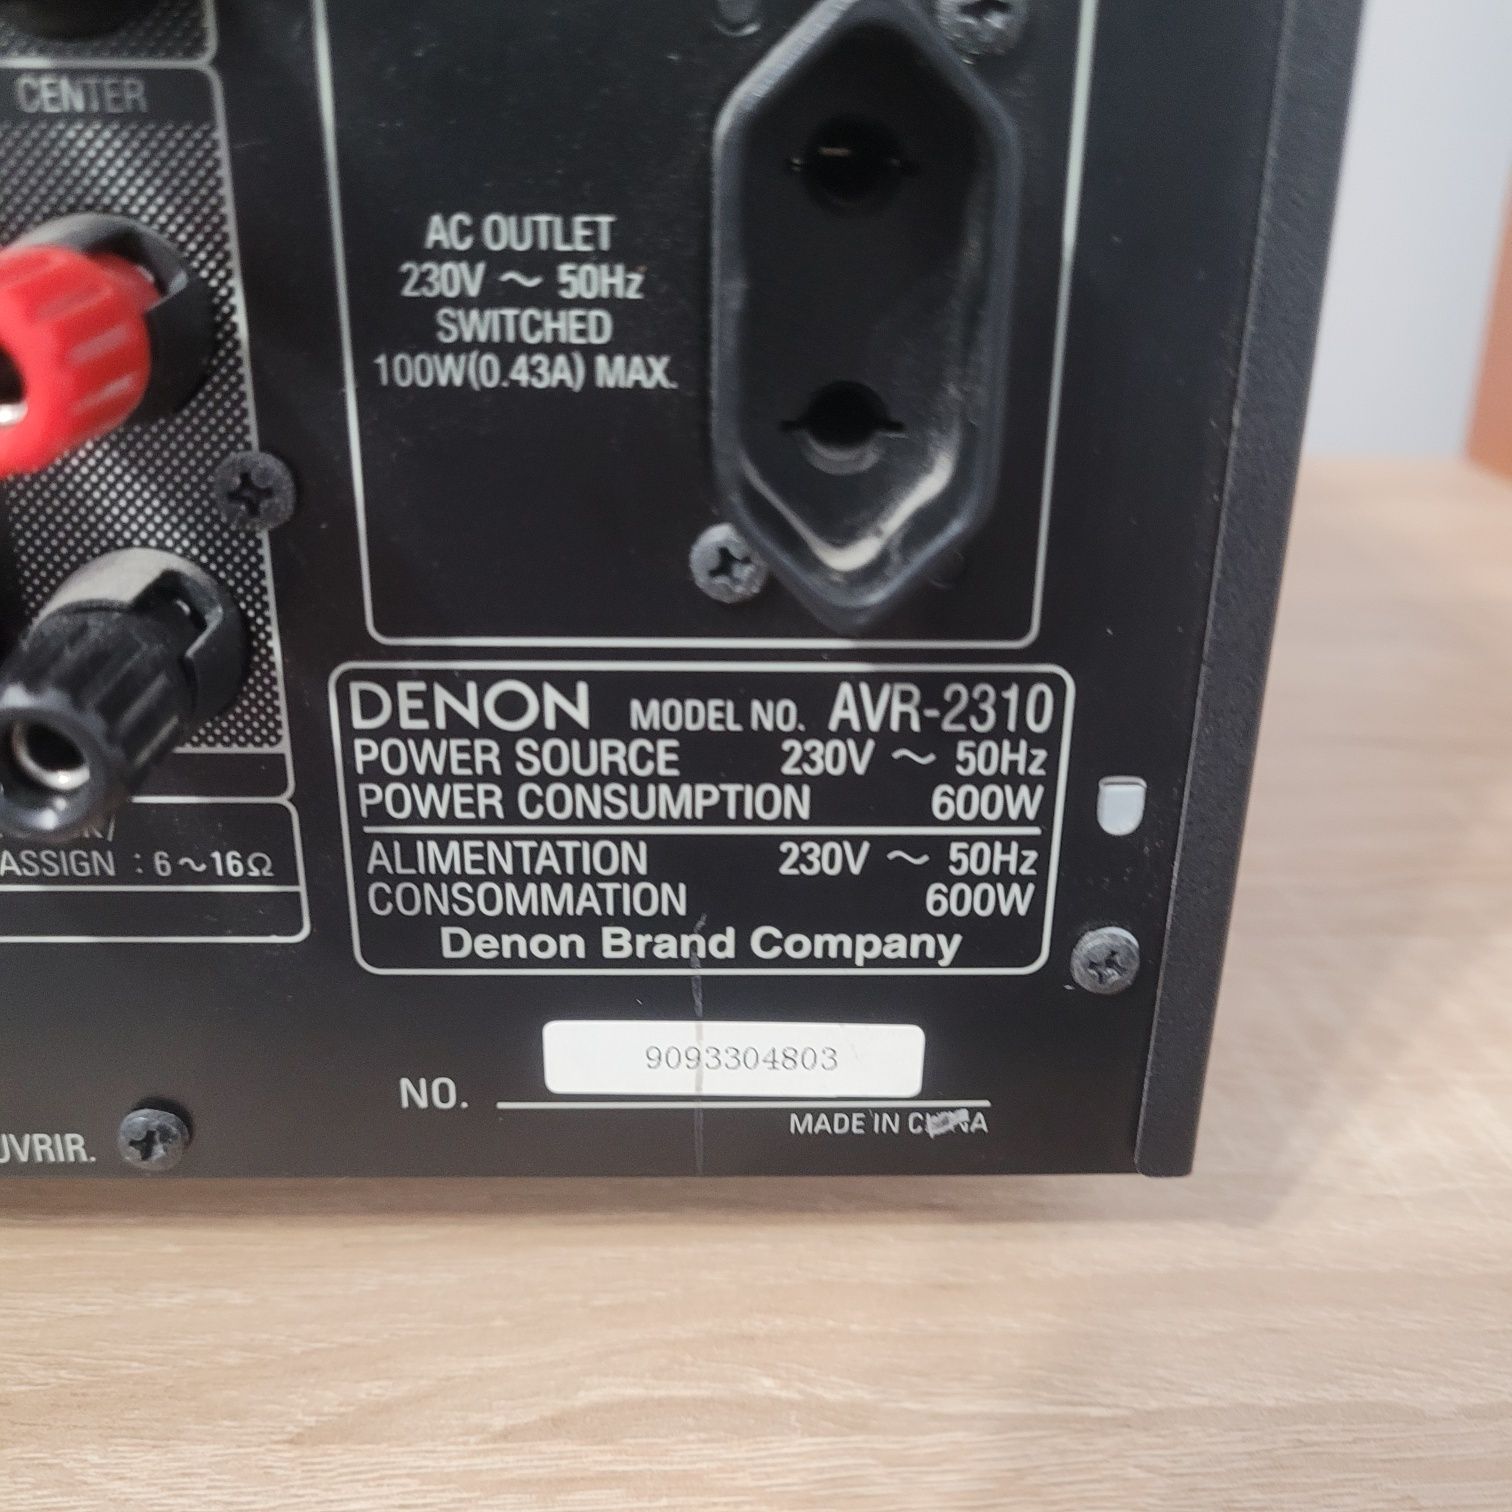 CENTER
AC OUTLET
230V ～ 50Hz
SWITCHED
100W(0.43A) MAX.
DENON MODEL NO. AVR-2310
POWER SOURCE 230V ～ 50Hz
POWER CONSUMPTION 600W
ALIMENTATION 230V ～ 50Hz
CONSOMMATION 600W
Denon Brand Company
ASSIGN : 6～16Ω
NO. 9093304803
MADE IN CHINA